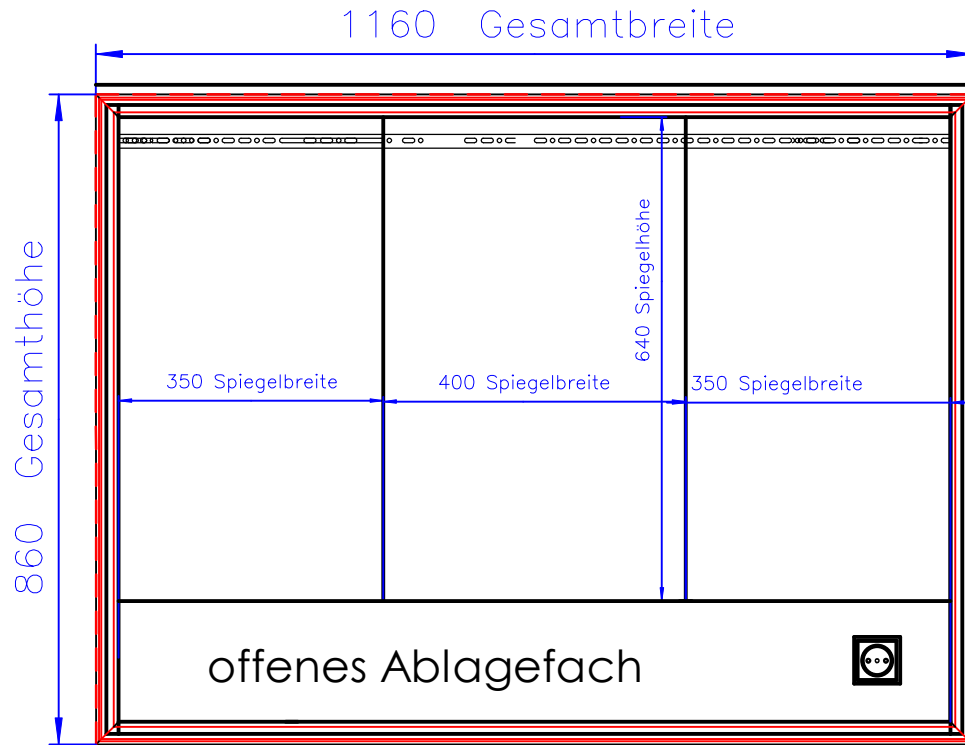 1160 Gesamtbreite
860 Gesamthöhe
640 Spiegelhöhe
350 Spiegelbreite
400 Spiegelbreite
350 Spiegelbreite
offenes Ablagefach